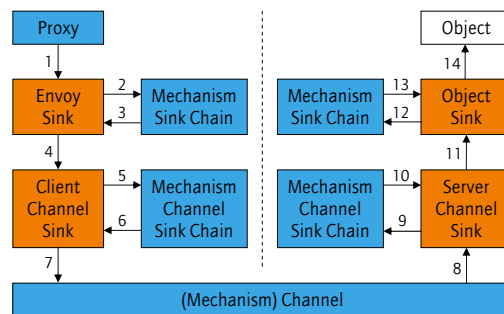 Proxy
Object
1
14
Envoy
Sink
2
3
Mechanism
Sink Chain
Mechanism
Sink Chain
13
12
Object
Sink
4
11
Client
Channel
Sink
5
6
Mechanism
Channel
Sink Chain
Mechanism
Channel
Sink Chain
10
9
Server
Channel
Sink
7
8
(Mechanism) Channel